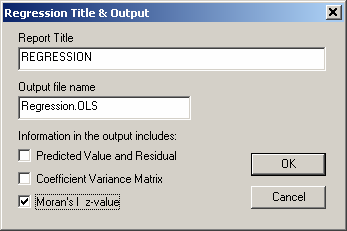 Regression Title & Output
Report Title
REGRESSION
Output file name
Regression.OLS
Information in the output includes:
Predicted Value and Residual
OK
Coefficient Variance Matrix
Moran's I z-value
Cancel